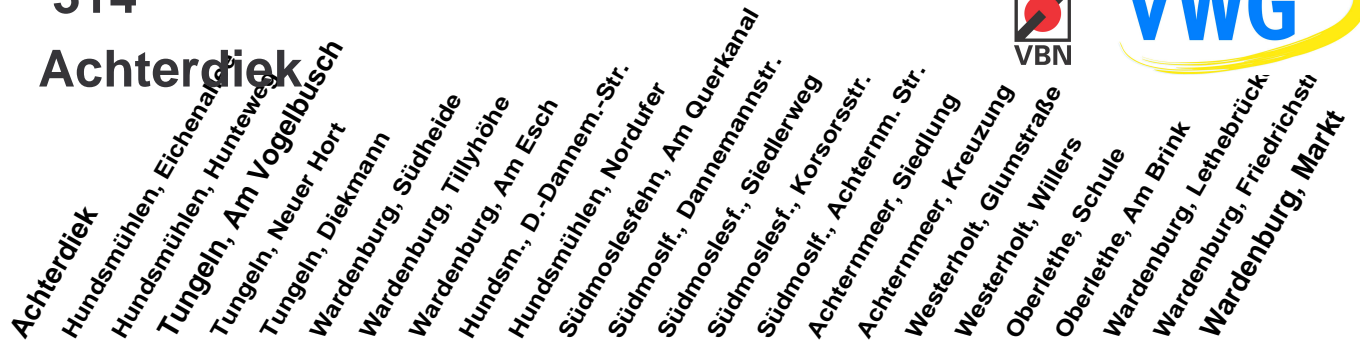 314
Achterdiek
VBN
VWG
Achterdiek
Hundsmühlen, Eichenallee
Hundsmühlen, Hunteweg
Tungeln, Am Vogelbusch
Tungeln, Neuer Hort
Tungeln, Diekmann
Wardenburg, Südheide
Wardenburg, Tillyhöhe
Wardenburg, Am Esch
Hundsm., D.-Dannem.-Str.
Hundsmühlen, Nordufer
Südmoslesfehn, Am Querkanal
Südmoslf., Dannemannstr.
Südmoslesf., Siedlerweg
Südmoslesf., Korsorsstr.
Südmoslf., Achternm. Str.
Achternmeer, Siedlung
Achternmeer, Kreuzung
Westerholt, Glumstraße
Westerholt, Willers
Oberlethe, Schule
Oberlethe, Am Brink
Wardenburg, Lethebrück
Wardenburg, Friedrichstr
Wardenburg, Markt